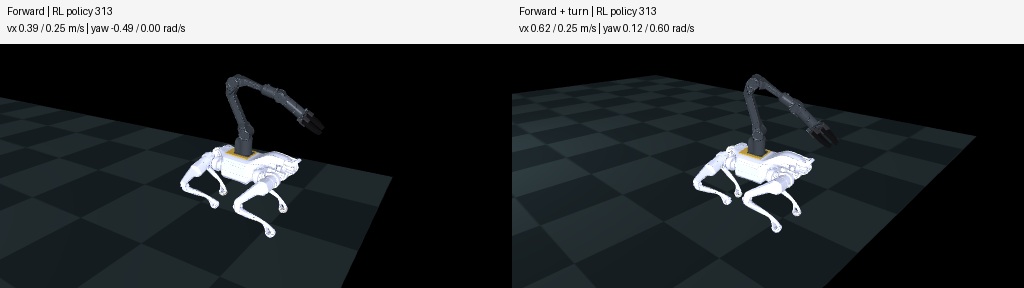 Forward | RL policy 313
vx 0.39 / 0.25 m/s | yaw -0.49 / 0.00 rad/s
Forward + turn | RL policy 313
vx 0.62 / 0.25 m/s | yaw 0.12 / 0.60 rad/s